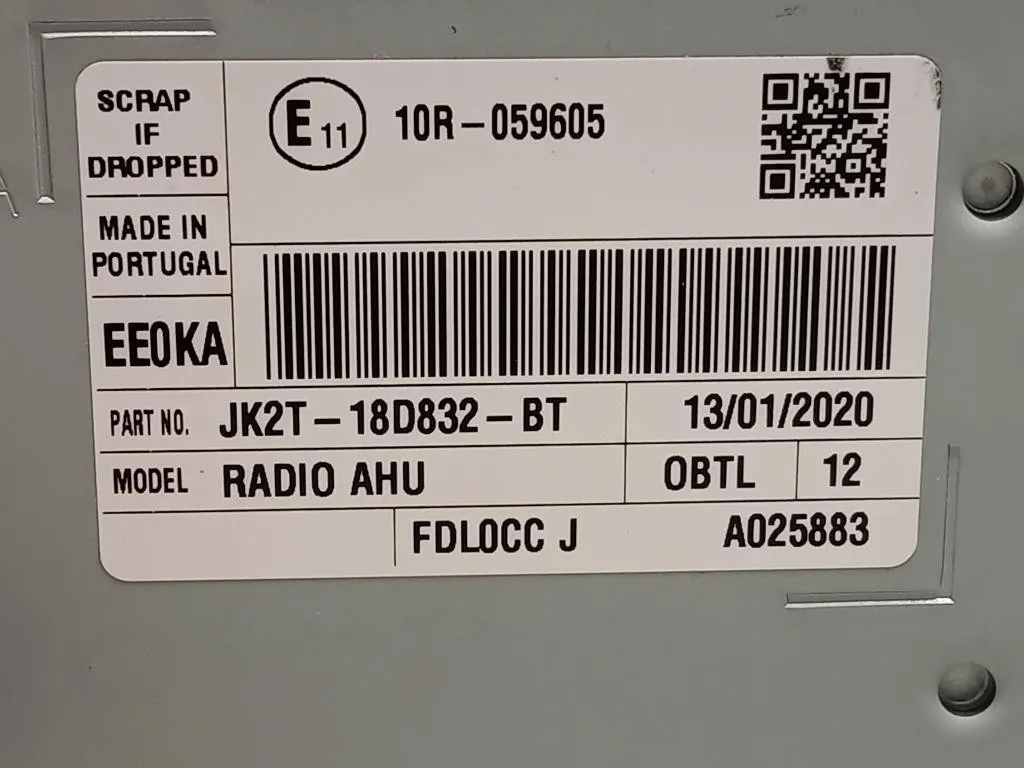 SCRAP
IF
DROPPED
E11 10R-059605
MADE IN
PORTUGAL
EE0KA
PART NO. JK2T-18D832-BT 13/01/2020
MODEL RADIO AHU OBTL 12
FDL0CC J A025883